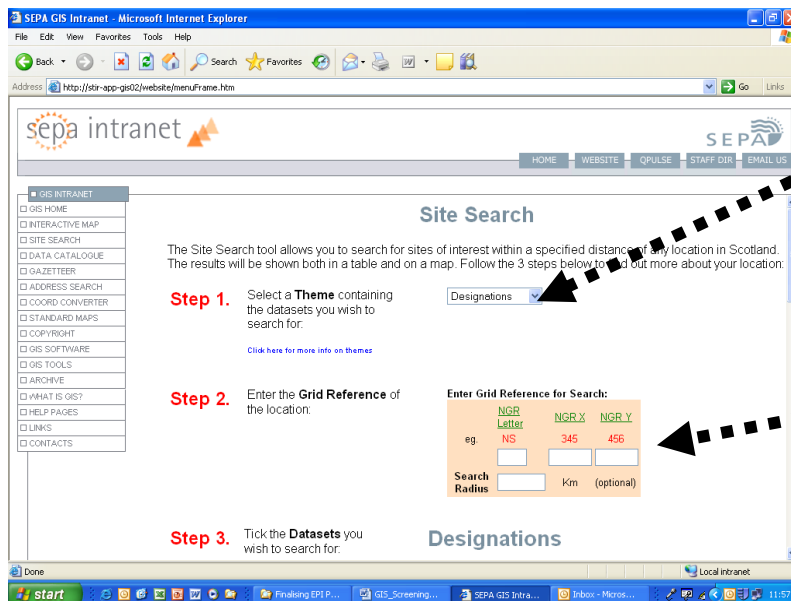 SEPA GIS Intranet - Microsoft Internet Explorer
File Edit View Favorites Tools Help
Back Search Favorites
Address http://stir-app-gis02/website/menuFrame.htm Go Links
sepa intranet
SEPA
HOME WEBSITE QPULSE STAFF DIR EMAIL US
GIS INTRANET
GIS HOME
INTERACTIVE MAP
SITE SEARCH
DATA CATALOGUE
GAZETTEER
ADDRESS SEARCH
COORD CONVERTER
STANDARD MAPS
COPYRIGHT
GIS SOFTWARE
GIS TOOLS
ARCHIVE
WHAT IS GIS?
HELP PAGES
LINKS
CONTACTS
Site Search
The Site Search tool allows you to search for sites of interest within a specified distance of any location in Scotland.
The results will be shown both in a table and on a map. Follow the 3 steps below to find out more about your location:
Step 1. Select a Theme containing
the datasets you wish to
search for:
Designations
Click here for more info on themes
Step 2. Enter the Grid Reference of
the location:
Enter Grid Reference for Search:
NGR Letter NGR X NGR Y
eg. NS 345 456
Search Radius Km (optional)
Step 3. Tick the Datasets you
wish to search for:
Designations
Done Local intranet
start Finalising EPI P... GIS_Screening... SEPA GIS Intra... Inbox - Micros... 11:57